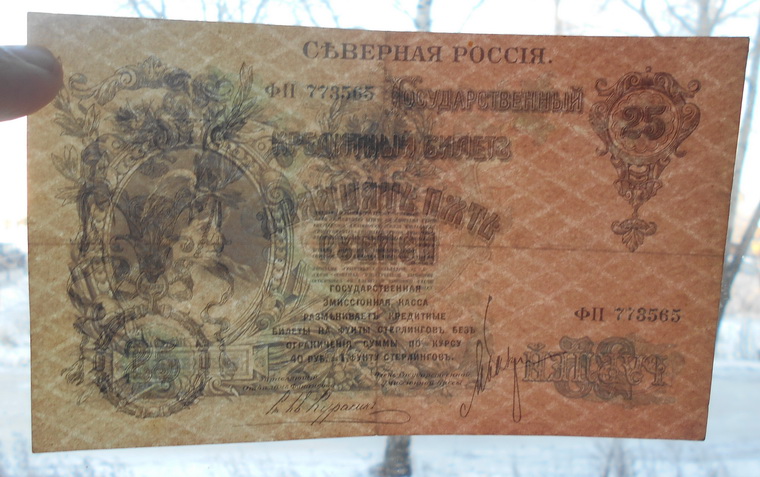 СѢВЕРНАЯ РОССІЯ.
ФП 773565 ГОСУДАРСТВЕННЫЙ
25
КРЕДИТНЫЙ БИЛЕТЪ
ДВАДЦАТЬ ПЯТЬ
РУБЛЕЙ
ГОСУДАРСТВЕННАЯ
ЭМИССІОННАЯ КАССА
РАЗМѢНИВАЕТЪ КРЕДИТНЫЕ
БИЛЕТЫ НА ФУНТЫ СТЕРЛИНГОВЪ БЕЗЪ
ОГРАНИЧЕНІЯ СУММЫ ПО КУРСУ
40 РУБ. = 1 ФУНТУ СТЕРЛИНГОВЪ.
ФП 773565
РУБЛЕЙ